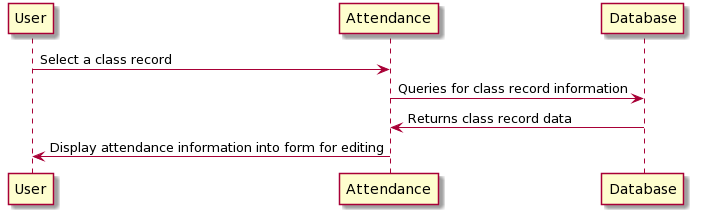 User
Attendance
Database
Select a class record
Queries for class record information
Returns class record data
Display attendance information into form for editing
User
Attendance
Database